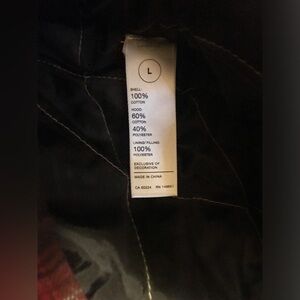 L
SHELL
100%
COTTON
HOOD
60%
COTTON
40%
POLYESTER
LINING/ FILLING
100%
POLYESTER
EXCLUSIVE OF
DECORATION
MADE IN CHINA